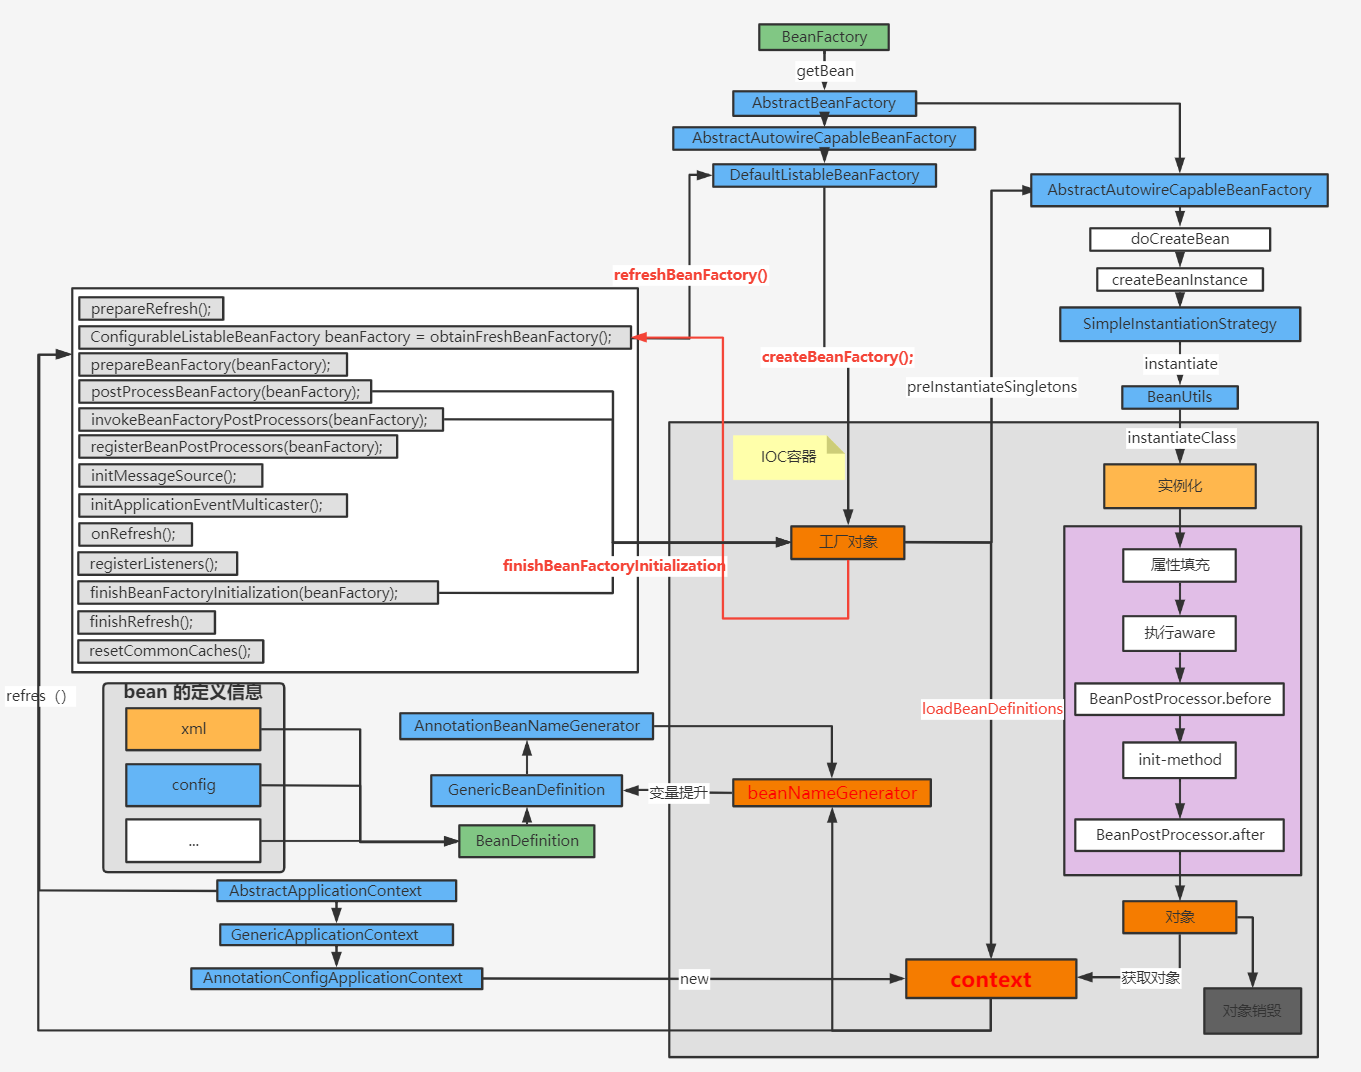 BeanFactory
getBean
AbstractBeanFactory
AbstractAutowireCapableBeanFactory
DefaultListableBeanFactory
AbstractAutowireCapableBeanFactory
doCreateBean
createBeanInstance
SimpleInstantiationStrategy
instantiate
BeanUtils
instantiateClass
refreshBeanFactory()
createBeanFactory();
preInstantiateSingletons
prepareRefresh();
ConfigurableListableBeanFactory beanFactory = obtainFreshBeanFactory();
prepareBeanFactory(beanFactory);
postProcessBeanFactory(beanFactory);
invokeBeanFactoryPostProcessors(beanFactory);
registerBeanPostProcessors(beanFactory);
initMessageSource();
initApplicationEventMulticaster();
onRefresh();
registerListeners();
finishBeanFactoryInitialization(beanFactory);
finishRefresh();
resetCommonCaches();
finishBeanFactoryInitialization
IOC容器
工厂对象
实例化
属性填充
执行aware
BeanPostProcessor.before
init-method
BeanPostProcessor.after
对象
获取对象
对象销毁
loadBeanDefinitions
refres（）
bean 的定义信息
xml
config
...
AnnotationBeanNameGenerator
GenericBeanDefinition
变量提升
beanNameGenerator
BeanDefinition
AbstractApplicationContext
GenericApplicationContext
AnnotationConfigApplicationContext
new
context